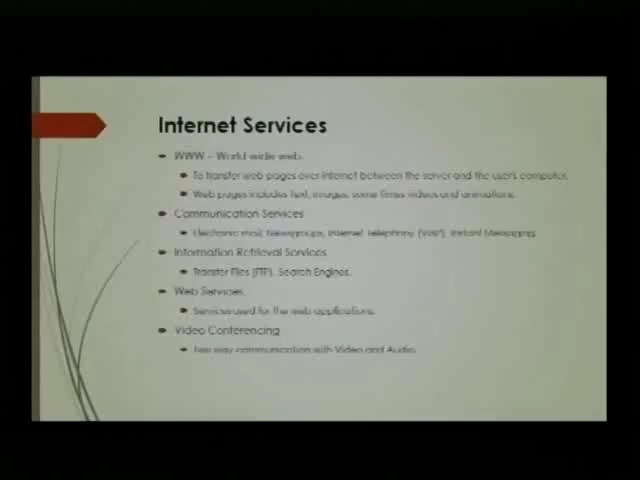 Internet Services
WWW – World wide web.
To transfer web pages over Internet between the server and the user's computer.
Web pages includes Text, Images, some times videos and animations.
Communication Services
Electronic mail, Newsgroups, Internet Telephony (VoIP), Instant Messaging
Information Retrieval Services
Transfer Files (FTP), Search Engines.
Web Services
Services used for the web applications.
Video Conferencing
Two way communication with Video and Audio.